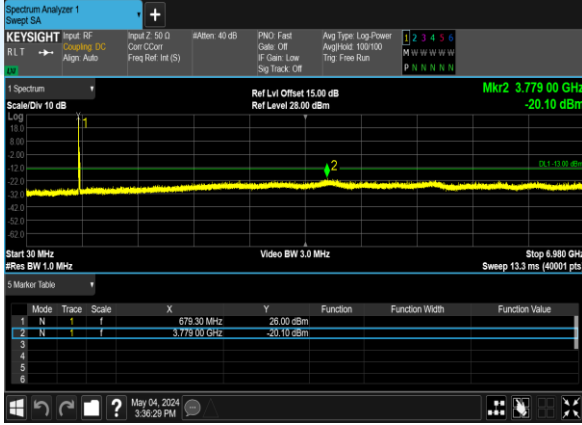 Spectrum Analyzer 1
Swept SA
KEYSIGHT Input: RF Input Z: 50 Ω #Atten: 40 dB PNO: Fast Avg Type: Log-Power 1 2 3 4 5 6
RLT Coupling: DC Corr CCorr Gate: Off Avg|Hold: 100/100 M W W W W W
Align: Auto Freq Ref: Int (S) IF Gain: Low Trig: Free Run
Sig Track: Off P N N N N N
1 Spectrum
Scale/Div 10 dB Ref Lvl Offset 15.00 dB Mkr2 3.779 00 GHz
Ref Level 28.00 dBm -20.10 dBm
Log
18.0
8.00
-2.00
-12.0
-22.0
-32.0
-42.0
-52.0
-62.0
1
2
DL1 -13.00 dBm
Start 30 MHz Video BW 3.0 MHz Stop 6.980 GHz
#Res BW 1.0 MHz Sweep 13.3 ms (40001 pts
5 Marker Table
Mode Trace Scale X Y Function Function Width Function Value
1 N 1 f 679.30 MHz 26.00 dBm
2 N 1 f 3.779 00 GHz -20.10 dBm
3
4
5
6
May 04, 2024
3:36:29 PM